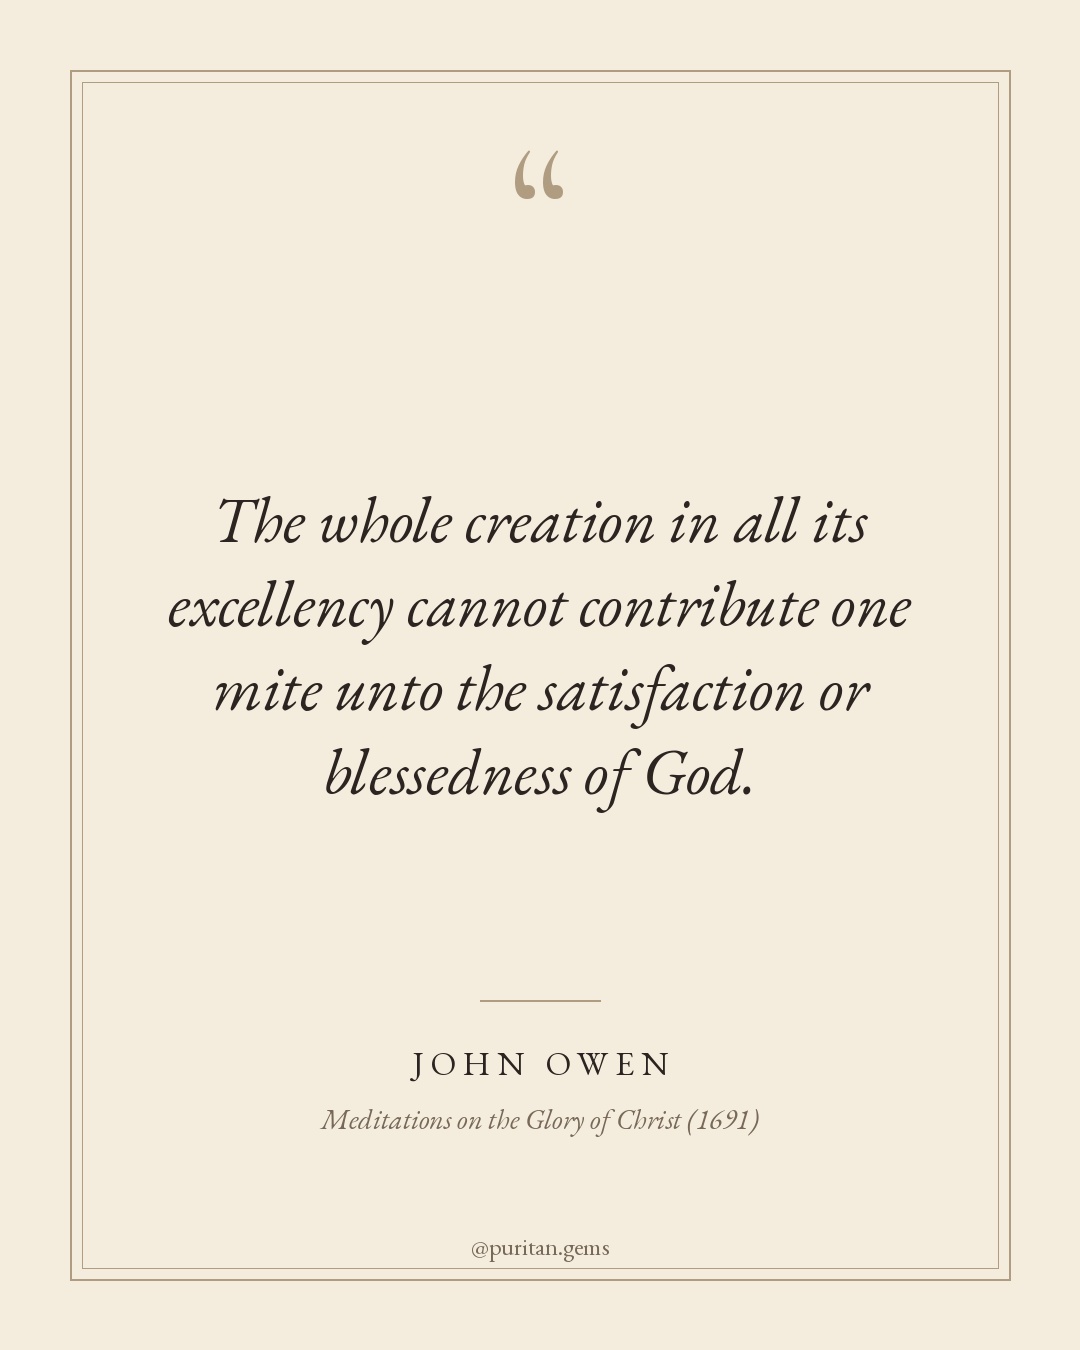 “
The whole creation in all its
excellency cannot contribute one
mite unto the satisfaction or
blessedness of God.
JOHN OWEN
Meditations on the Glory of Christ (1691)
@puritan.gems